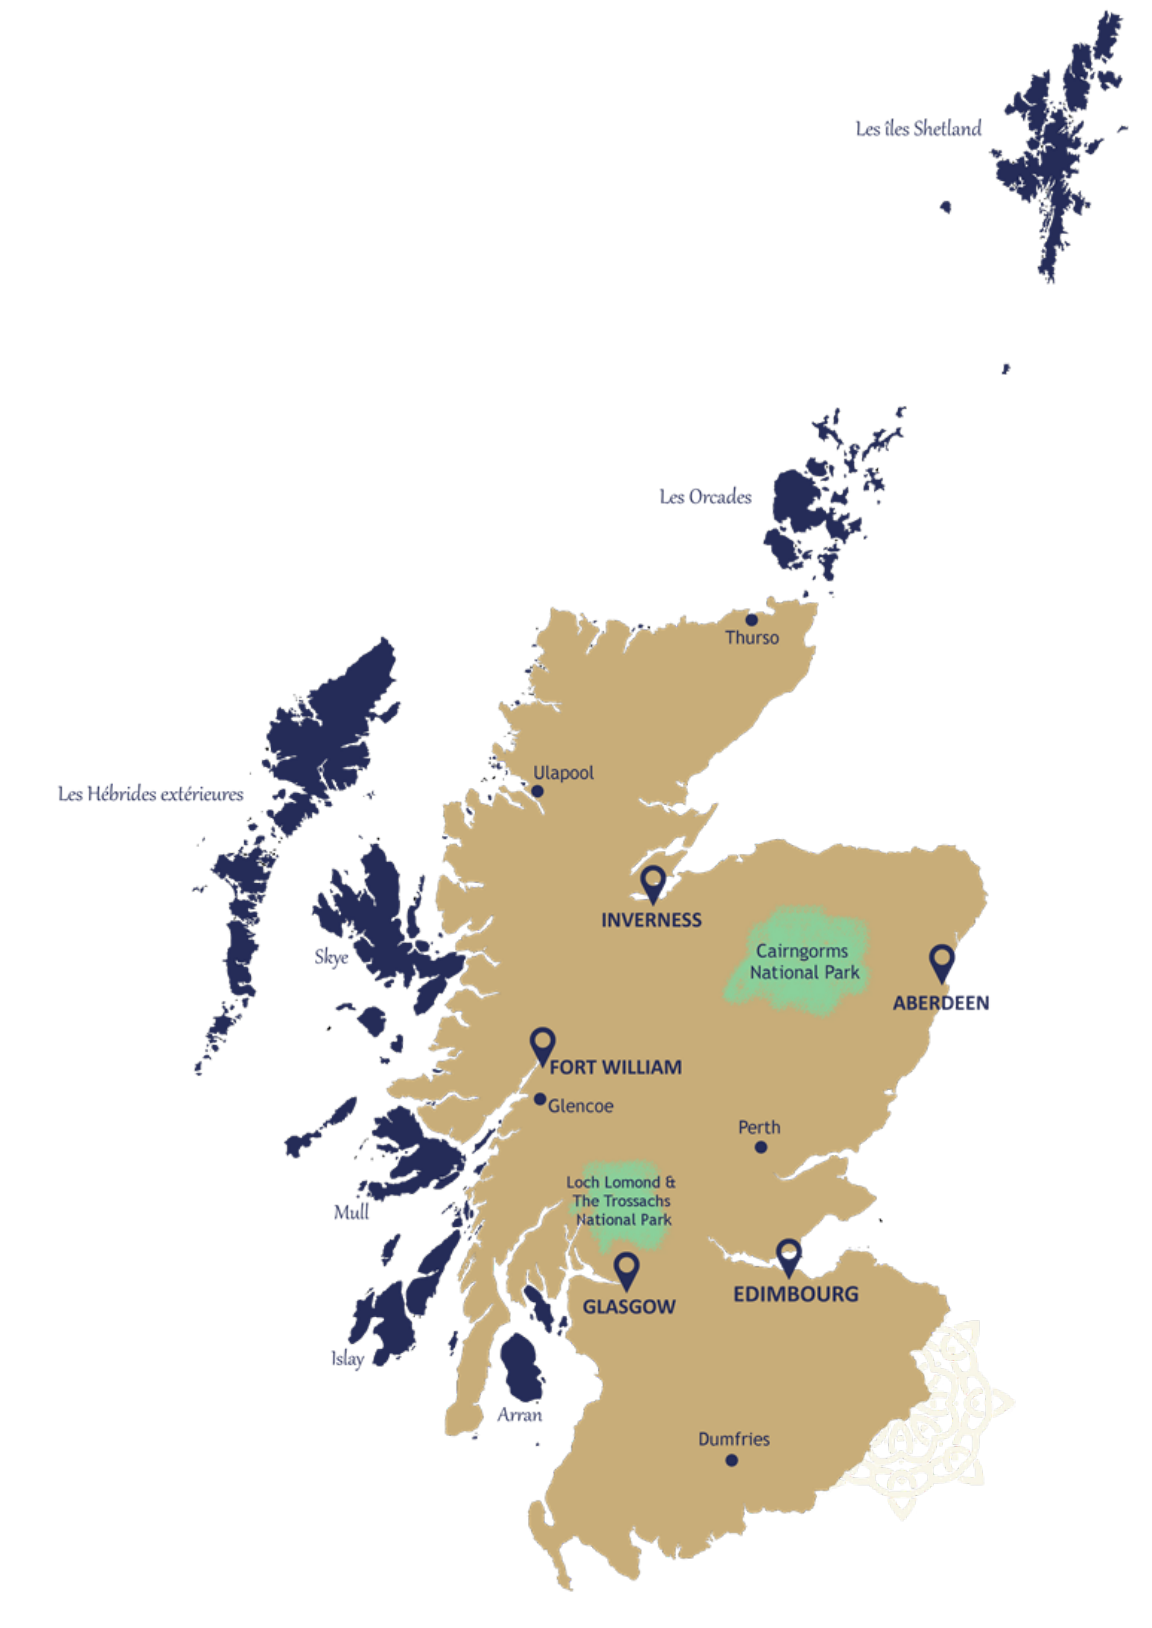 Les îles Shetland
Les Orcades
Thurso
Ulapool
Les Hébrides extérieures
INVERNESS
Cairngorms
National Park
Skye
ABERDEEN
FORT WILLIAM
Glencoe
Perth
Loch Lomond &
The Trossachs
National Park
Mull
EDIMBOURG
GLASGOW
Islay
Arran
Dumfries